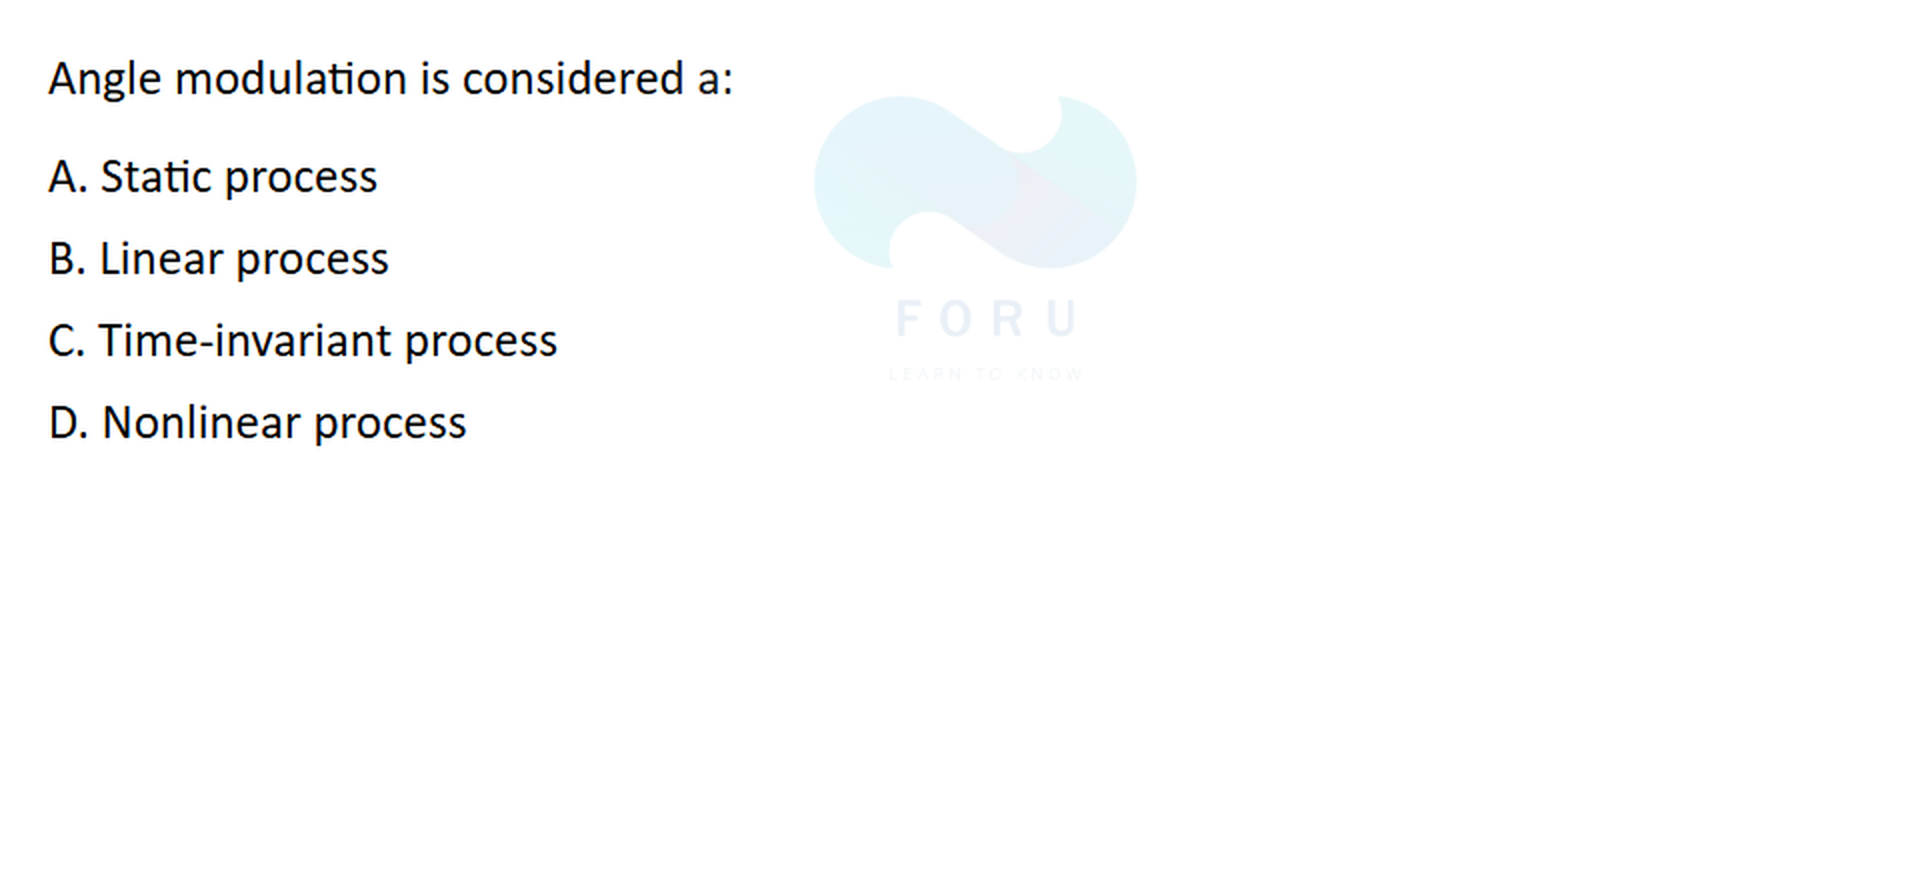 Angle modulation is considered a:
A. Static process
B. Linear process
C. Time-invariant process
D. Nonlinear process
FORU
LEARN TO KNOW